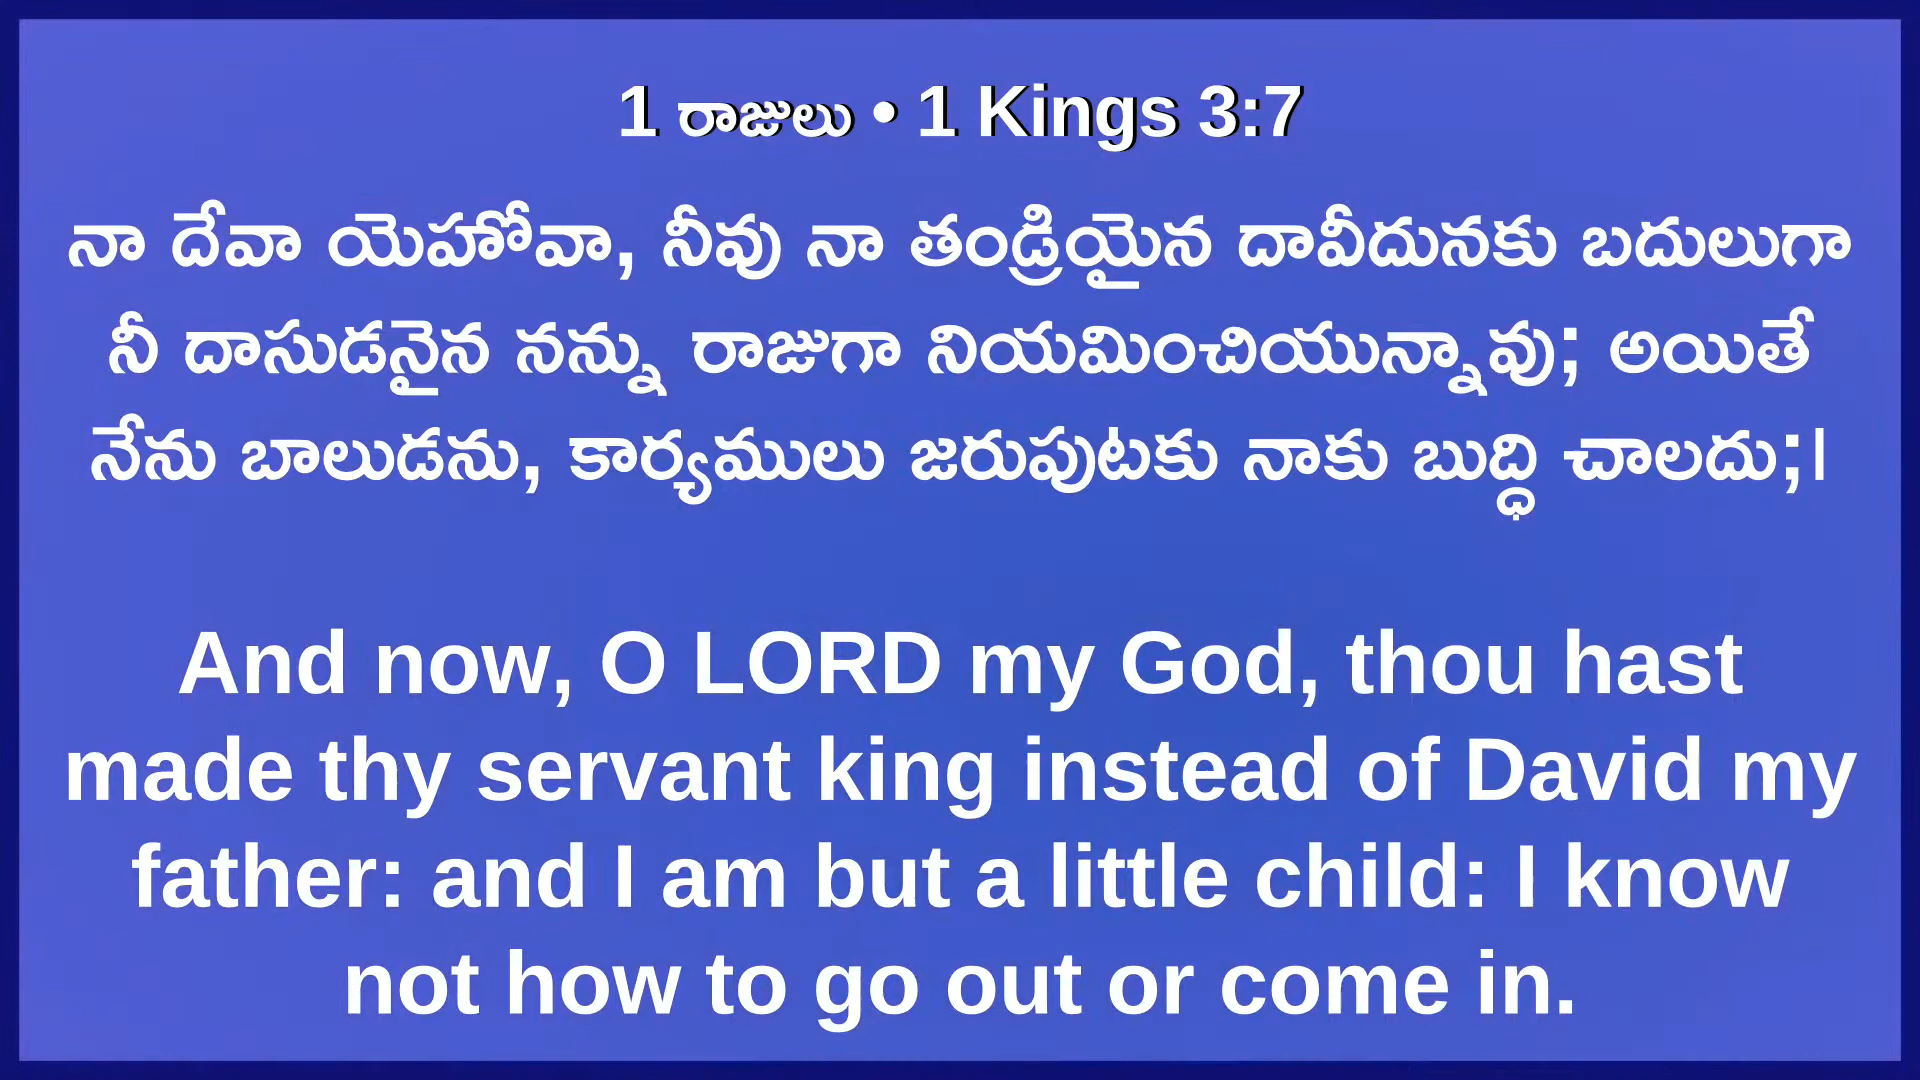 1 రాజులు • 1 Kings 3:7
నా దేవా యెహోవా, నీవు నా తండ్రియైన దావీదునకు బదులుగా
నీ దాసుడనైన నన్ను రాజుగా నియమించియున్నావు; అయితే
నేను బాలుడను, కార్యములు జరుపుటకు నాకు బుద్ధి చాలదు;।
And now, O LORD my God, thou hast
made thy servant king instead of David my
father: and I am but a little child: I know
not how to go out or come in.